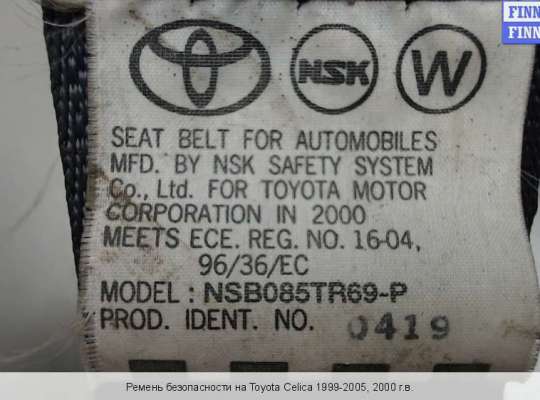 FINN
FINN
NSK
W
SEAT BELT FOR AUTOMOBILES
MFD. BY NSK SAFETY SYSTEM
Co., Ltd. FOR TOYOTA MOTOR
CORPORATION IN 2000
MEETS ECE. REG. NO. 16-04,
96/36/EC
MODEL : NSB085TR69-P
PROD. IDENT. NO. 0419
Ремень безопасности на Toyota Celica 1999-2005, 2000 г.в.